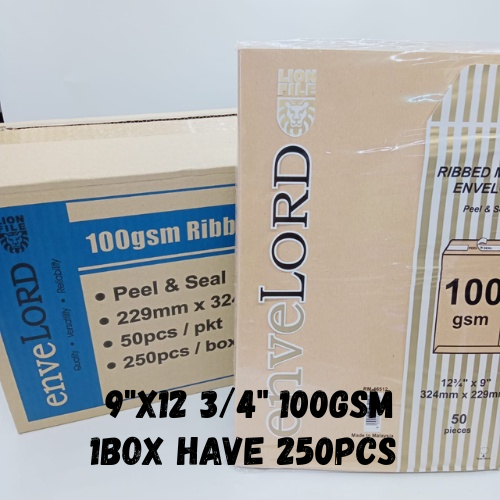 LION
FILE
enveLORD
Quality • Versatility • Reliability
100gsm Ribb
• Peel & Seal
• 229mm x 324
• 50pcs / pkt
• 250pcs / box
LION
FILE
enveLORD
Made in Malaysia
RIBBED M
ENVEL
Peel & Se
100
gsm
12¾" x 9"
324mm x 229mm
50
pieces
9"X12 3/4" 100GSM
1BOX HAVE 250PCS